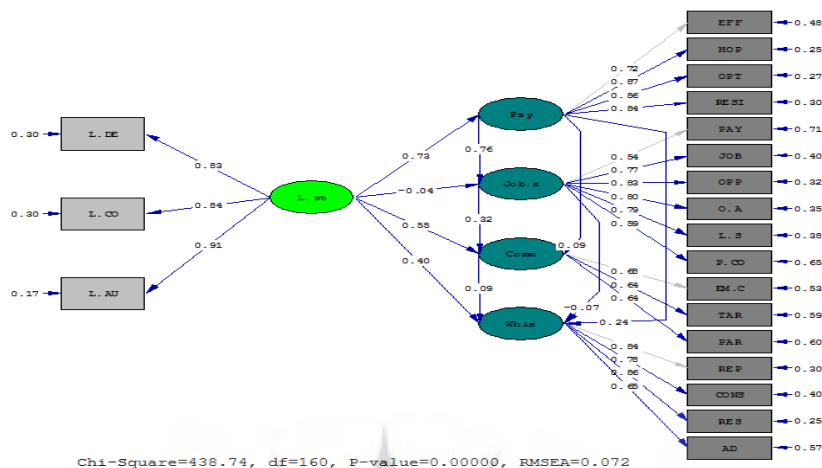 EFF 0.48
HOP 0.25
OPT 0.27
RESI 0.30
PAY 0.71
JOB 0.40
OPP 0.32
O.A 0.35
L.S 0.38
P.CO 0.65
EM.C 0.53
TAR 0.59
PAR 0.60
REP 0.30
CONS 0.40
RES 0.25
AD 0.57
0.30 L.DE
0.30 L.CO
0.17 L.AU
0.83
0.84
0.91
L.st
0.73
-0.04
0.55
0.40
Psy
0.76
Job.s
0.32
Comm
0.09
Whis
0.72
0.87
0.86
0.84
0.54
0.77
0.83
0.80
0.79
0.59
0.09
0.68
0.64
0.64
-0.07
0.24
0.84
0.78
0.86
0.65
Chi-Square=438.74, df=160, P-value=0.00000, RMSEA=0.072